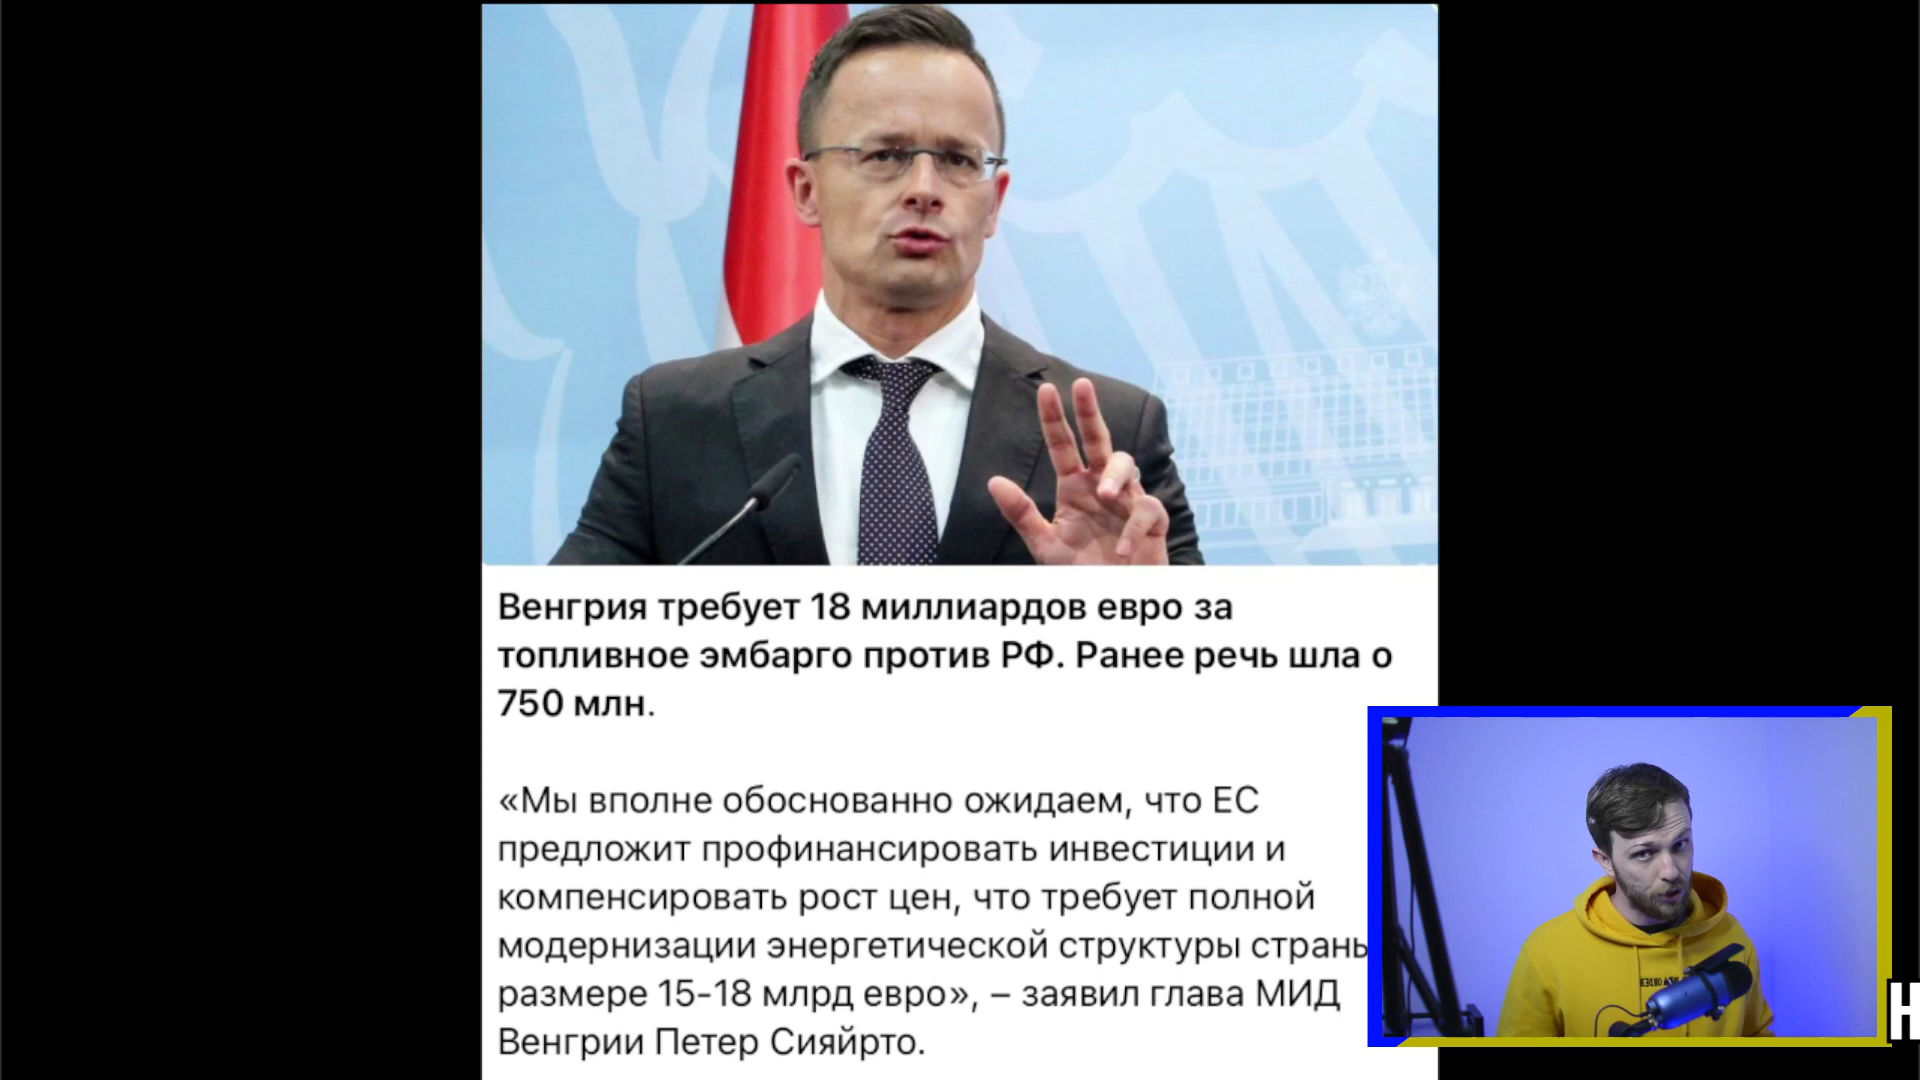 Венгрия требует 18 миллиардов евро за
топливное эмбарго против РФ. Ранее речь шла о
750 млн.
«Мы вполне обоснованно ожидаем, что ЕС
предложит профинансировать инвестиции и
компенсировать рост цен, что требует полной
модернизации энергетической структуры
размере 15-18 млрд евро», – заявил глава МИД
Венгрии Петер Сияйрто.